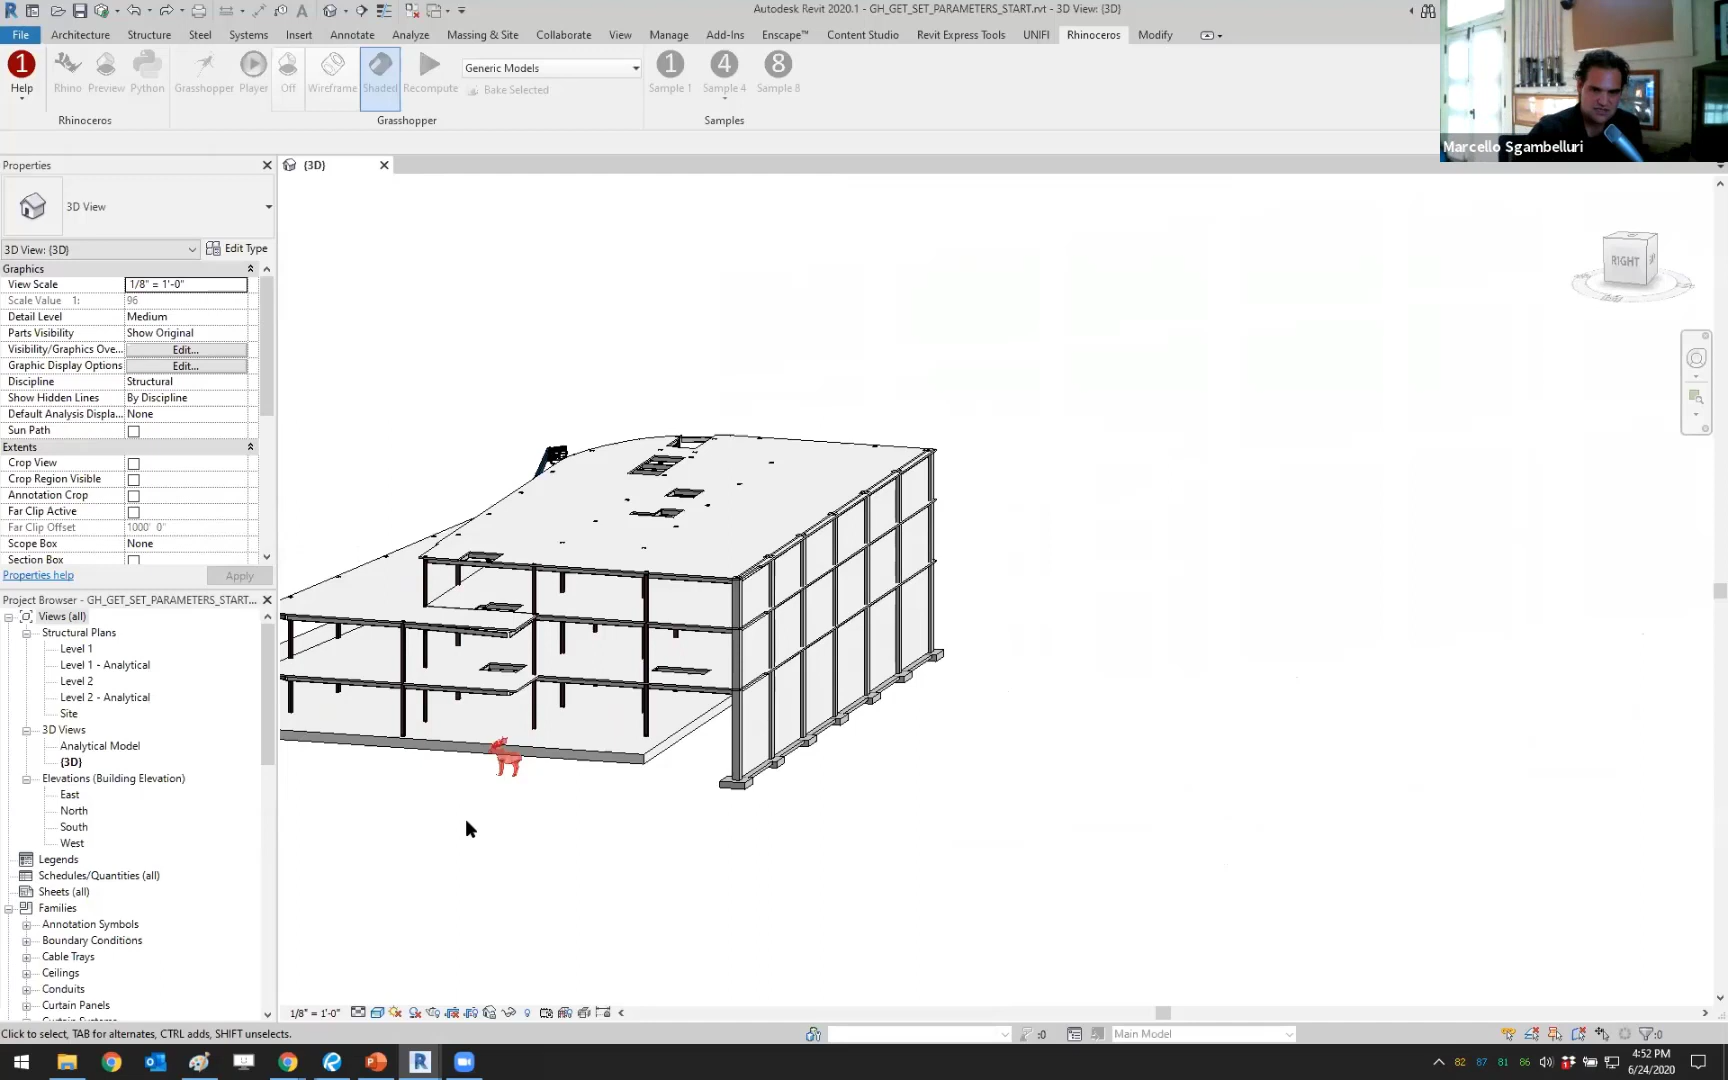 Autodesk Revit 2020.1 - GH_GET_SET_PARAMETERS_START.rvt - 3D View: {3D}
File Architecture Structure Steel Systems Insert Annotate Analyze Massing & Site Collaborate View Manage Add-Ins Enscape™ Content Studio Revit Express Tools UNIFI Rhinoceros Modify
1 Help
Rhino Preview Python
Rhinoceros
Grasshopper Player Off Wireframe Shaded Recompute
Generic Models
Bake Selected
Grasshopper
1 4 8
Sample 1 Sample 4 Sample 8
Samples
Marcello Sgambelluri
Properties
{3D}
3D View
3D View: {3D} Edit Type
Graphics
View Scale 1/8" = 1'-0"
Scale Value 1: 96
Detail Level Medium
Parts Visibility Show Original
Visibility/Graphics Ove... Edit...
Graphic Display Options Edit...
Discipline Structural
Show Hidden Lines By Discipline
Default Analysis Displa... None
Sun Path
Extents
Crop View
Crop Region Visible
Annotation Crop
Far Clip Active
Far Clip Offset 1000' 0"
Scope Box None
Section Box
Properties help Apply
Project Browser - GH_GET_SET_PARAMETERS_START...
Views (all)
Structural Plans
Level 1
Level 1 - Analytical
Level 2
Level 2 - Analytical
Site
3D Views
Analytical Model
{3D}
Elevations (Building Elevation)
East
North
South
West
Legends
Schedules/Quantities (all)
Sheets (all)
Families
Annotation Symbols
Boundary Conditions
Cable Trays
Ceilings
Conduits
Curtain Panels
RIGHT
1/8" = 1'-0"
Click to select, TAB for alternates, CTRL adds, SHIFT unselects.
:0
Main Model
:0
82 87 81 86
4:52 PM
6/24/2020